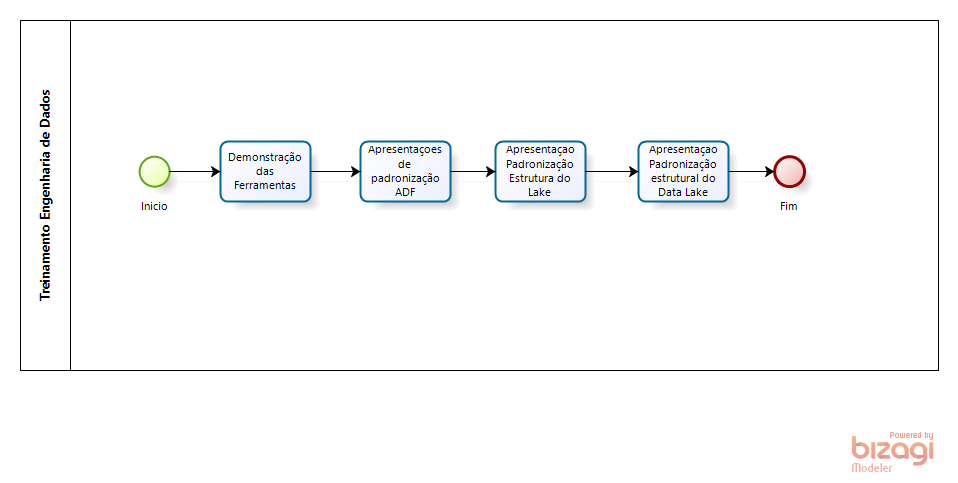 Treinamento Engenharia de Dados
Inicio
Demonstração
das
Ferramentas
Apresentaçoes
de
padronização
ADF
Apresentaçao
Padronização
Estrutura do
Lake
Apresentaçao
Padronização
estrutural do
Data Lake
Fim
Powered by
bizagi
Modeler